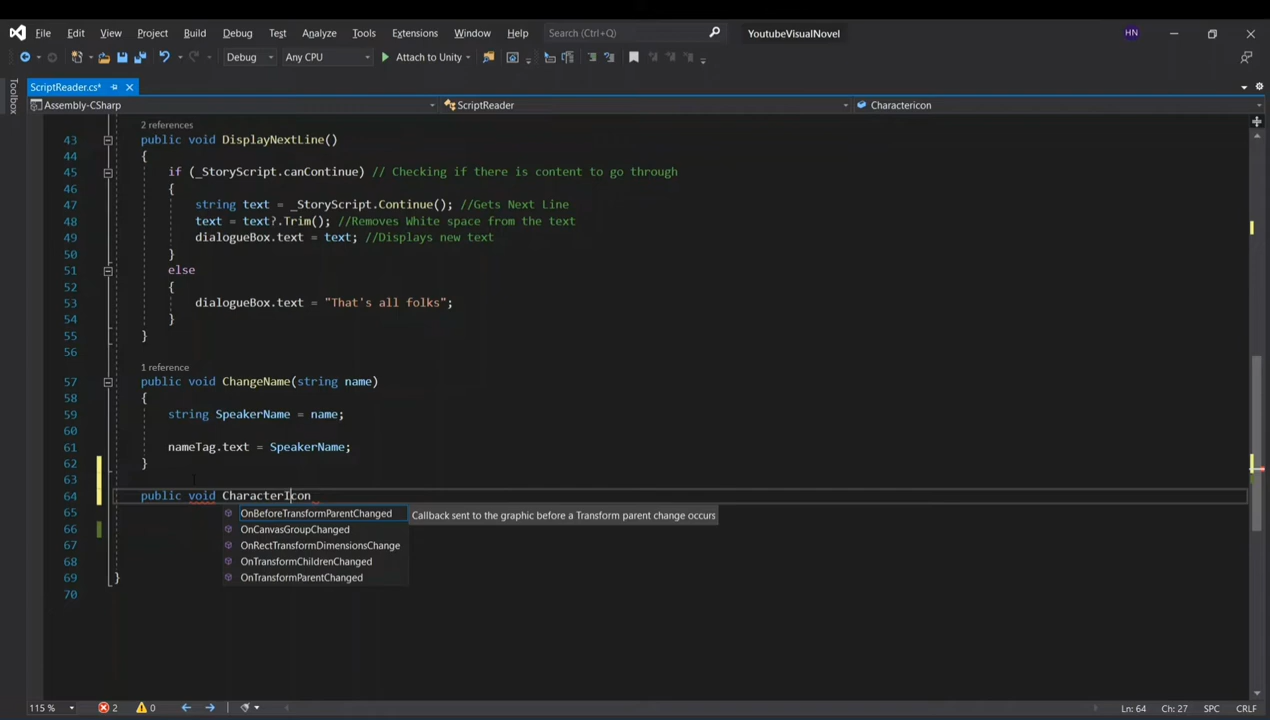 File Edit View Project Build Debug Test Analyze Tools Extensions Window Help Search (Ctrl+Q) YoutubeVisualNovel HN
Debug Any CPU Attach to Unity
Toolbox
ScriptReader.cs*
Assembly-CSharp ScriptReader Charactericon
2 references
43 public void DisplayNextLine()
44 {
45 if (_StoryScript.canContinue) // Checking if there is content to go through
46 {
47 string text = _StoryScript.Continue(); //Gets Next Line
48 text = text?.Trim(); //Removes White space from the text
49 dialogueBox.text = text; //Displays new text
50 }
51 else
52 {
53 dialogueBox.text = "That's all folks";
54 }
55 }
56
1 reference
57 public void ChangeName(string name)
58 {
59 string SpeakerName = name;
60
61 nameTag.text = SpeakerName;
62 }
63
64 public void CharacterIcon
65 OnBeforeTransformParentChanged Callback sent to the graphic before a Transform parent change occurs
66 OnCanvasGroupChanged
67 OnRectTransformDimensionsChange
68 OnTransformChildrenChanged
69 } OnTransformParentChanged
70
115 % 2 0 Ln: 64 Ch: 27 SPC CRLF